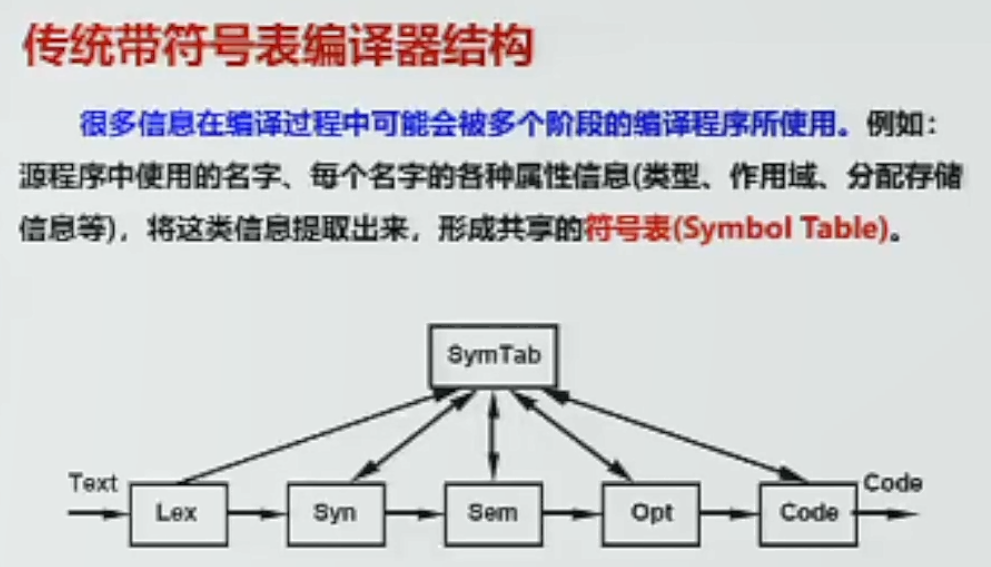 传统带符号表编译器结构
很多信息在编译过程中可能会被多个阶段的编译程序所使用。例如：
源程序中使用的名字、每个名字的各种属性信息(类型、作用域、分配存储
信息等)，将这类信息提取出来，形成共享的符号表(Symbol Table)。
SymTab
Text
Code
Lex
Syn
Sem
Opt
Code